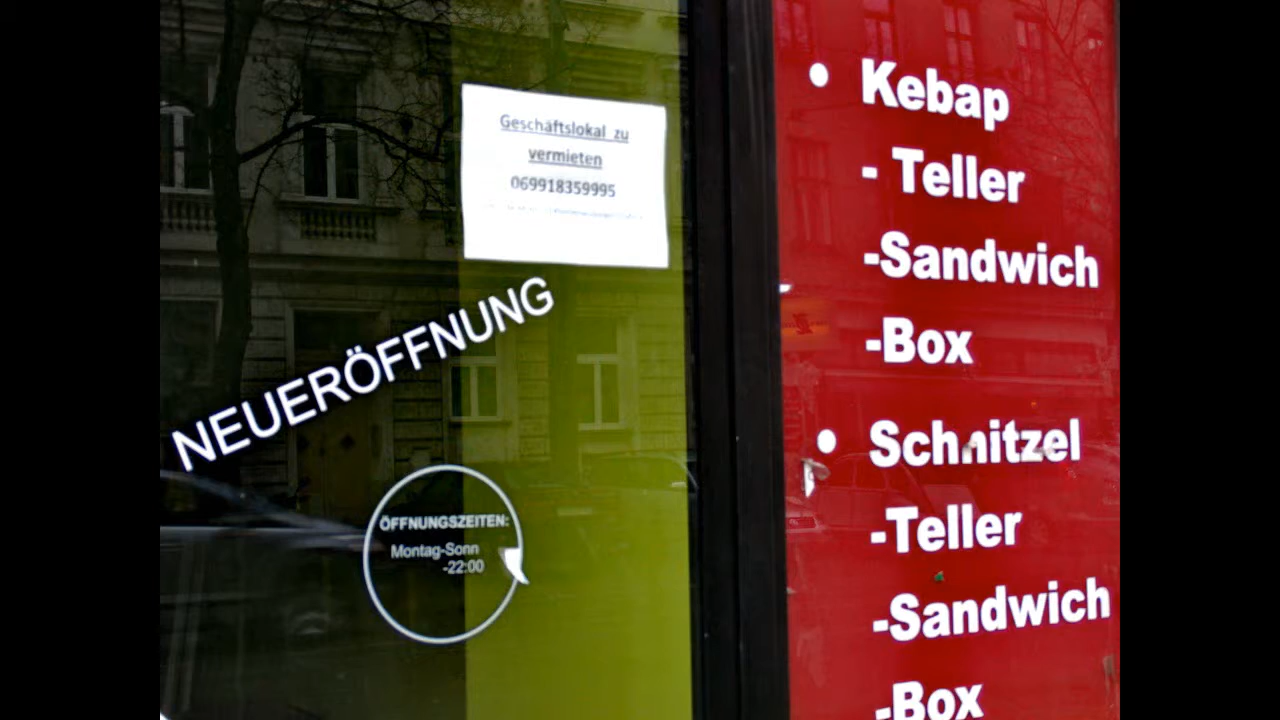 Geschäftslokal zu
vermieten
069918359995
NEUERÖFFNUNG
ÖFFNUNGSZEITEN:
Montag-Sonn
-22:00
• Kebap
- Teller
-Sandwich
-Box
• Schnitzel
-Teller
-Sandwich
-Box